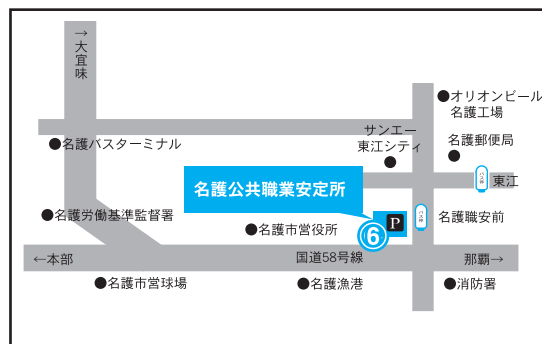 →大宜味
●オリオンビール
名護工場
サンエー
東江シティ
名護郵便局
●名護バスターミナル
バス停
東江
名護公共職業安定所
●名護労働基準監督署
●名護市営役所
P
バス停
名護職安前
⑥
←本部
国道58号線
那覇→
●名護市営球場
●名護漁港
●消防署